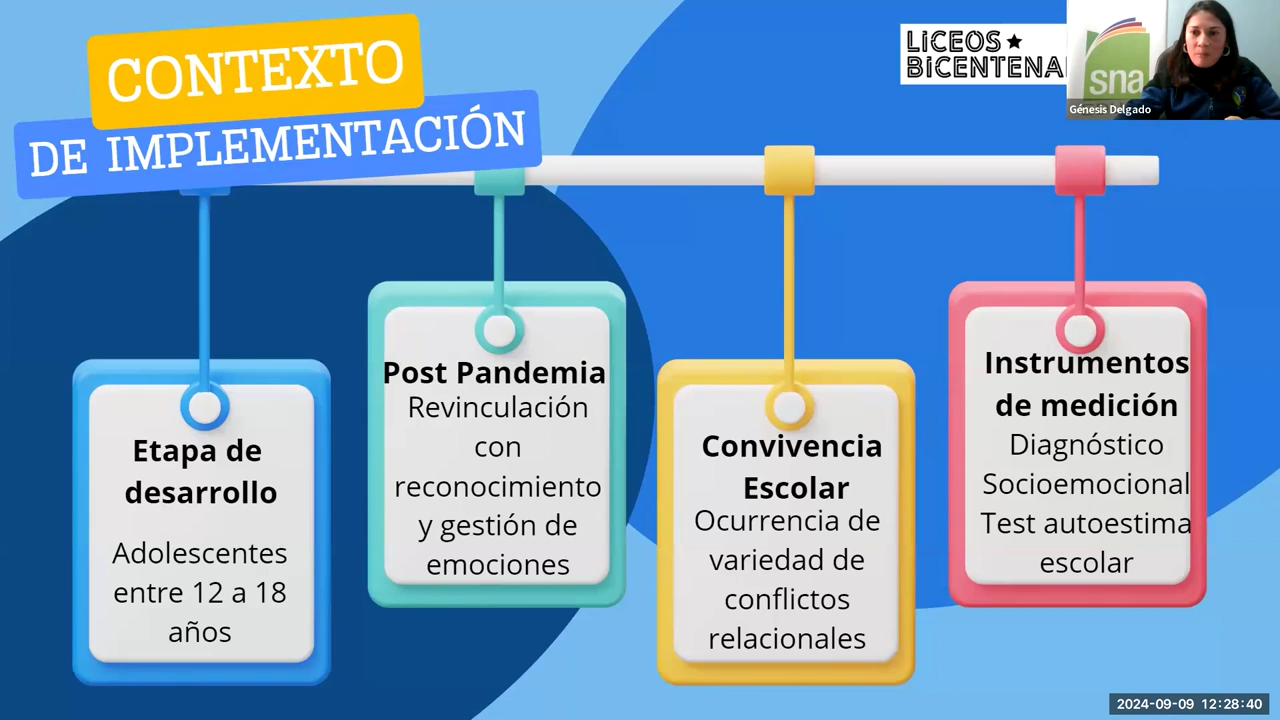 CONTEXTO
DE IMPLEMENTACIÓN
LiCEOS
BiCENTENA
sna
Génesis Delgado
Etapa de
desarrollo
Adolescentes
entre 12 a 18
años
Post Pandemia
Revinculación
con
reconocimiento
y gestión de
emociones
Convivencia
Escolar
Ocurrencia de
variedad de
conflictos
relacionales
Instrumentos
de medición
Diagnóstico
Socioemocional
Test autoestima
escolar
2024-09-09 12:28:40